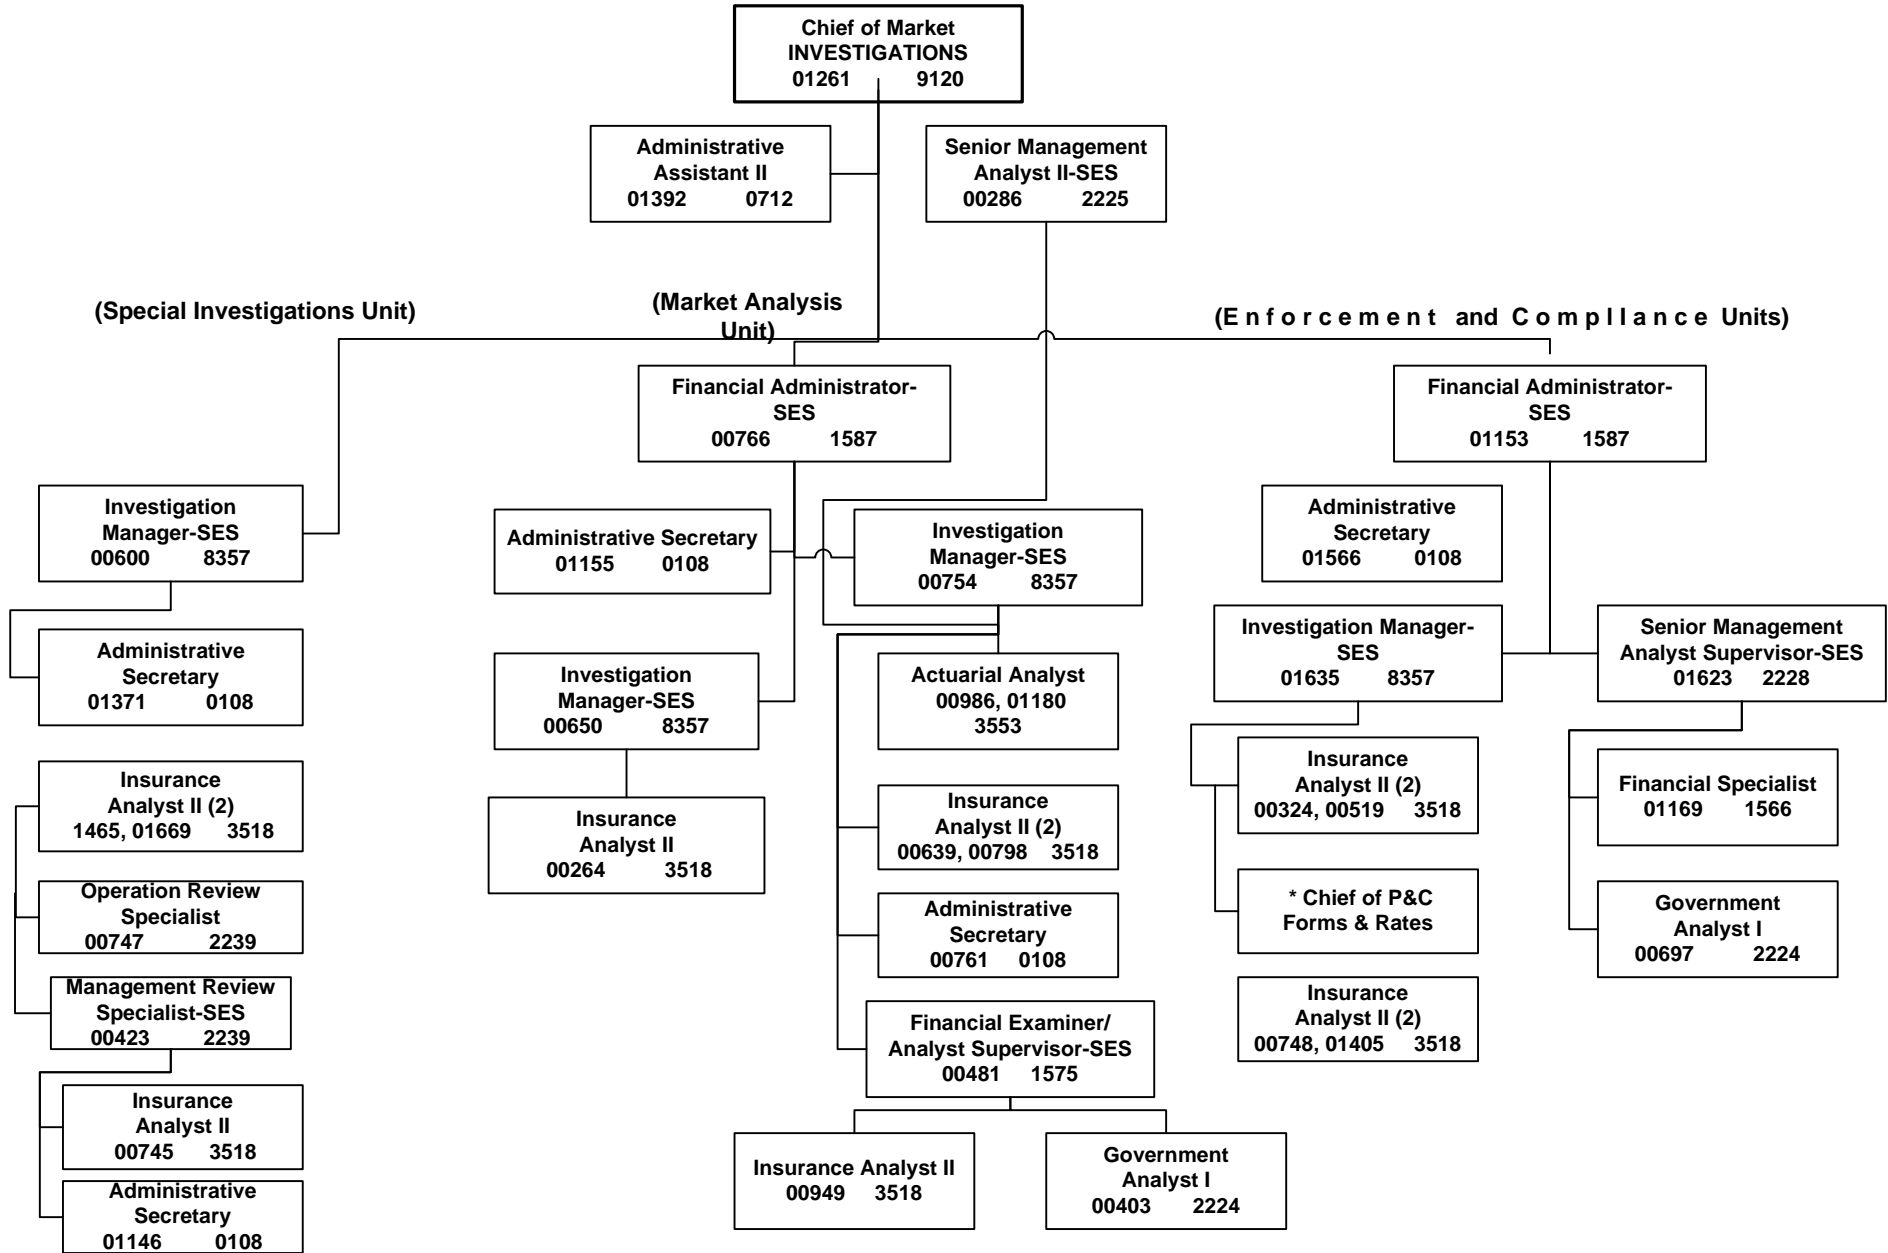 Chief of Market
INVESTIGATIONS
01261 9120
Administrative
Assistant II
01392 0712
Senior Management
Analyst II-SES
00286 2225
(Special Investigations Unit)
(Market Analysis
Unit)
(E n f o r c e m e n t and C o m p l I a n c e Units)
Financial Administrator-
SES
00766 1587
Financial Administrator-
SES
01153 1587
Investigation
Manager-SES
00600 8357
Administrative Secretary
01155 0108
Investigation
Manager-SES
00754 8357
Administrative
Secretary
01566 0108
Administrative
Secretary
01371 0108
Investigation
Manager-SES
00650 8357
Actuarial Analyst
00986, 01180
3553
Investigation Manager-
SES
01635 8357
Senior Management
Analyst Supervisor-SES
01623 2228
Insurance
Analyst II (2)
1465, 01669 3518
Insurance
Analyst II
00264 3518
Insurance
Analyst II (2)
00639, 00798 3518
Insurance
Analyst II (2)
00324, 00519 3518
Financial Specialist
01169 1566
Operation Review
Specialist
00747 2239
Administrative
Secretary
00761 0108
* Chief of P&C
Forms & Rates
Government
Analyst I
00697 2224
Management Review
Specialist-SES
00423 2239
Financial Examiner/
Analyst Supervisor-SES
00481 1575
Insurance
Analyst II (2)
00748, 01405 3518
Insurance
Analyst II
00745 3518
Insurance Analyst II
00949 3518
Government
Analyst I
00403 2224
Administrative
Secretary
01146 0108